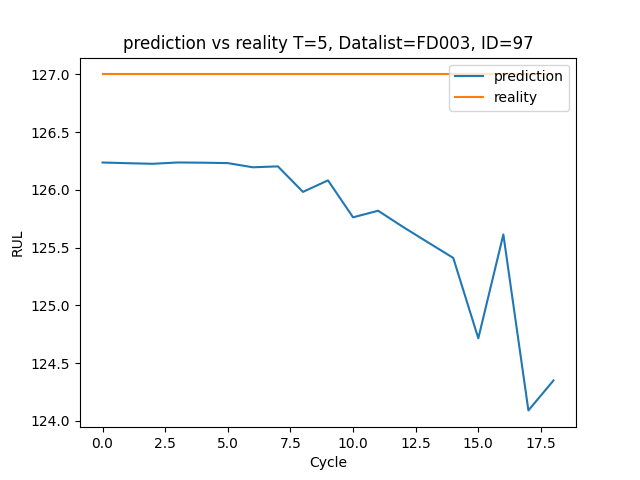 prediction vs reality T=5, Datalist=FD003, ID=97
prediction
reality
127.0
126.5
126.0
125.5
125.0
124.5
124.0
RUL
0.0 2.5 5.0 7.5 10.0 12.5 15.0 17.5
Cycle